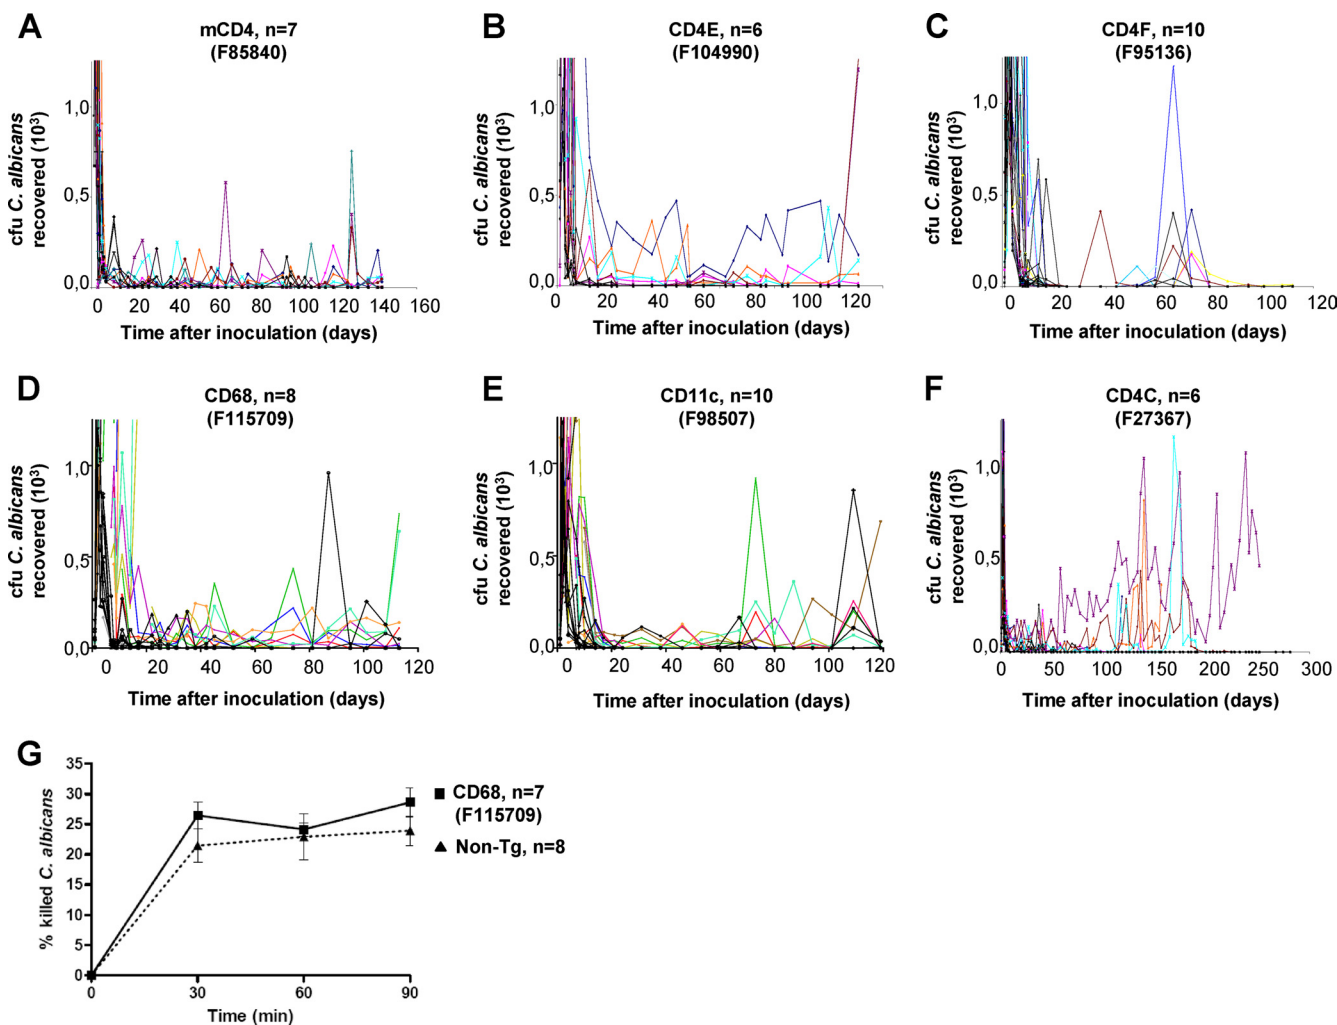 A
mCD4, n=7
(F85840)
cfu C. albicans
recovered (10³)
1,0
0.5
0.0
0 20 40 60 80 100 120 140 160
Time after inoculation (days)
B
CD4E, n=6
(F104990)
cfu C. albicans
recovered (10³)
1,0
0.5
0.0
0 20 40 60 80 100 120
Time after inoculation (days)
C
CD4F, n=10
(F95136)
cfu C. albicans
recovered (10³)
1,0
0.5
0.0
0 20 40 60 80 100 120
Time after inoculation (days)
D
CD68, n=8
(F115709)
cfu C. albicans
recovered (10³)
1,0
0.5
0,0
0 20 40 60 80 100 120
Time after inoculation (days)
E
CD11c, n=10
(F98507)
cfu C. albicans
recovered (10³)
1,0
0.5
0.0
0 20 40 60 80 100 120
Time after inoculation (days)
F
CD4C, n=6
(F27367)
cfu C. albicans
recovered (10³)
1,0
0.5
0.0
0 50 100 150 200 250 300
Time after inoculation (days)
G
% killed C. albicans
35
30
25
20
15
10
5
0
0 30 60 90
Time (min)
CD68, n=7
(F115709)
Non-Tg, n=8